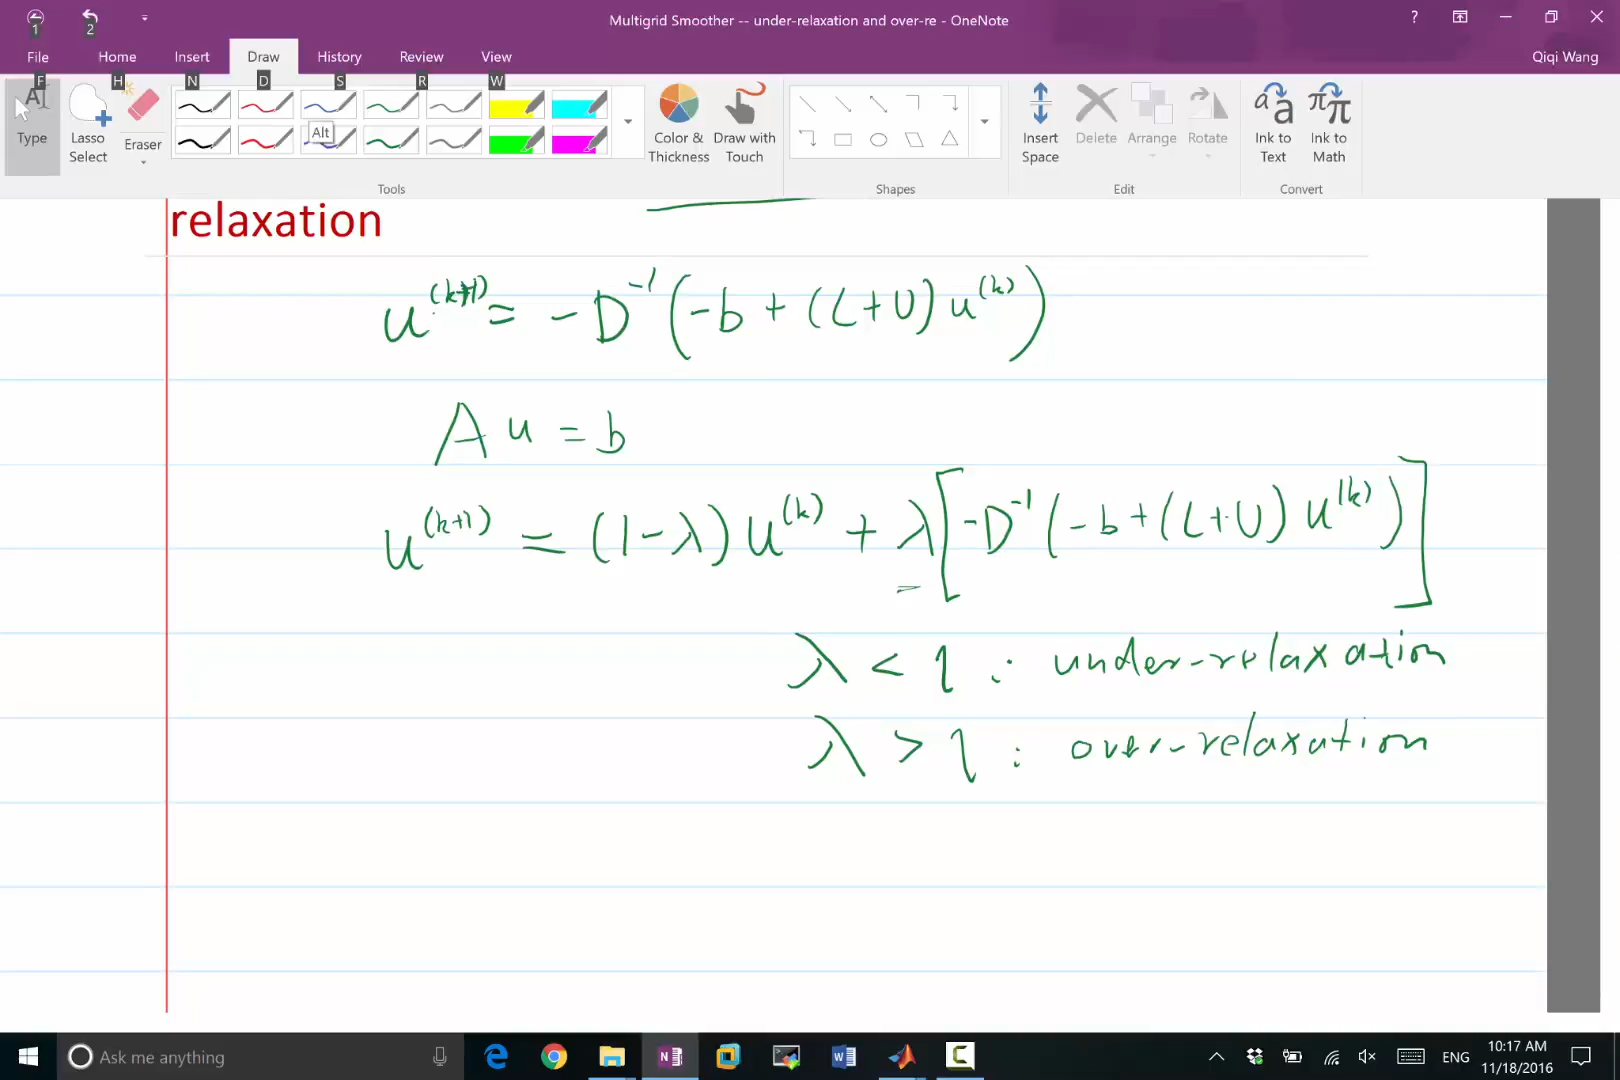 1 2 Multigrid Smoother -- under-relaxation and over-re - OneNote ?
File Home Insert Draw History Review View Qiqi Wang
F H N D S R W
Type Lasso Select Eraser Alt Color & Thickness Draw with Touch Insert Space Delete Arrange Rotate Ink to Text Ink to Math
Tools Shapes Edit Convert
relaxation
u^(k+1) = -D^-1 (-b + (L+U) u^(k))
A u = b
u^(k+1) = (1-λ) u^(k) + λ [-D^-1 (-b + (L+U) u^(k))]
λ < 1 : under-relaxation
λ > 1 : over-relaxation
Ask me anything ENG 10:17 AM
11/18/2016